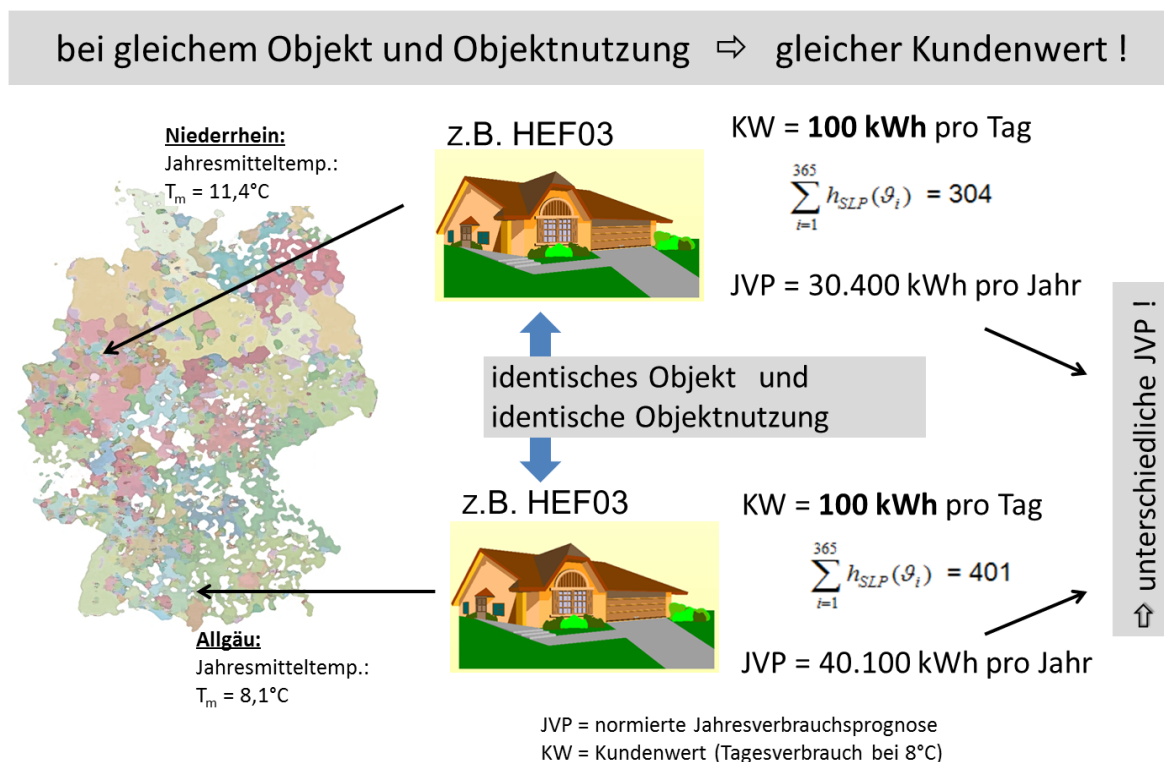 bei gleichem Objekt und Objektnutzung ⇨ gleicher Kundenwert !
Niederrhein:
Jahresmitteltemp.:
Tm = 11,4°C
z.B. HEF03
KW = 100 kWh pro Tag
365
∑ hSLP(ϑi) = 304
i=1
JVP = 30.400 kWh pro Jahr
identisches Objekt und
identische Objektnutzung
⇨ unterschiedliche JVP !
z.B. HEF03
KW = 100 kWh pro Tag
365
∑ hSLP(ϑi) = 401
i=1
JVP = 40.100 kWh pro Jahr
Allgäu:
Jahresmitteltemp.:
Tm = 8,1°C
JVP = normierte Jahresverbrauchsprognose
KW = Kundenwert (Tagesverbrauch bei 8°C)